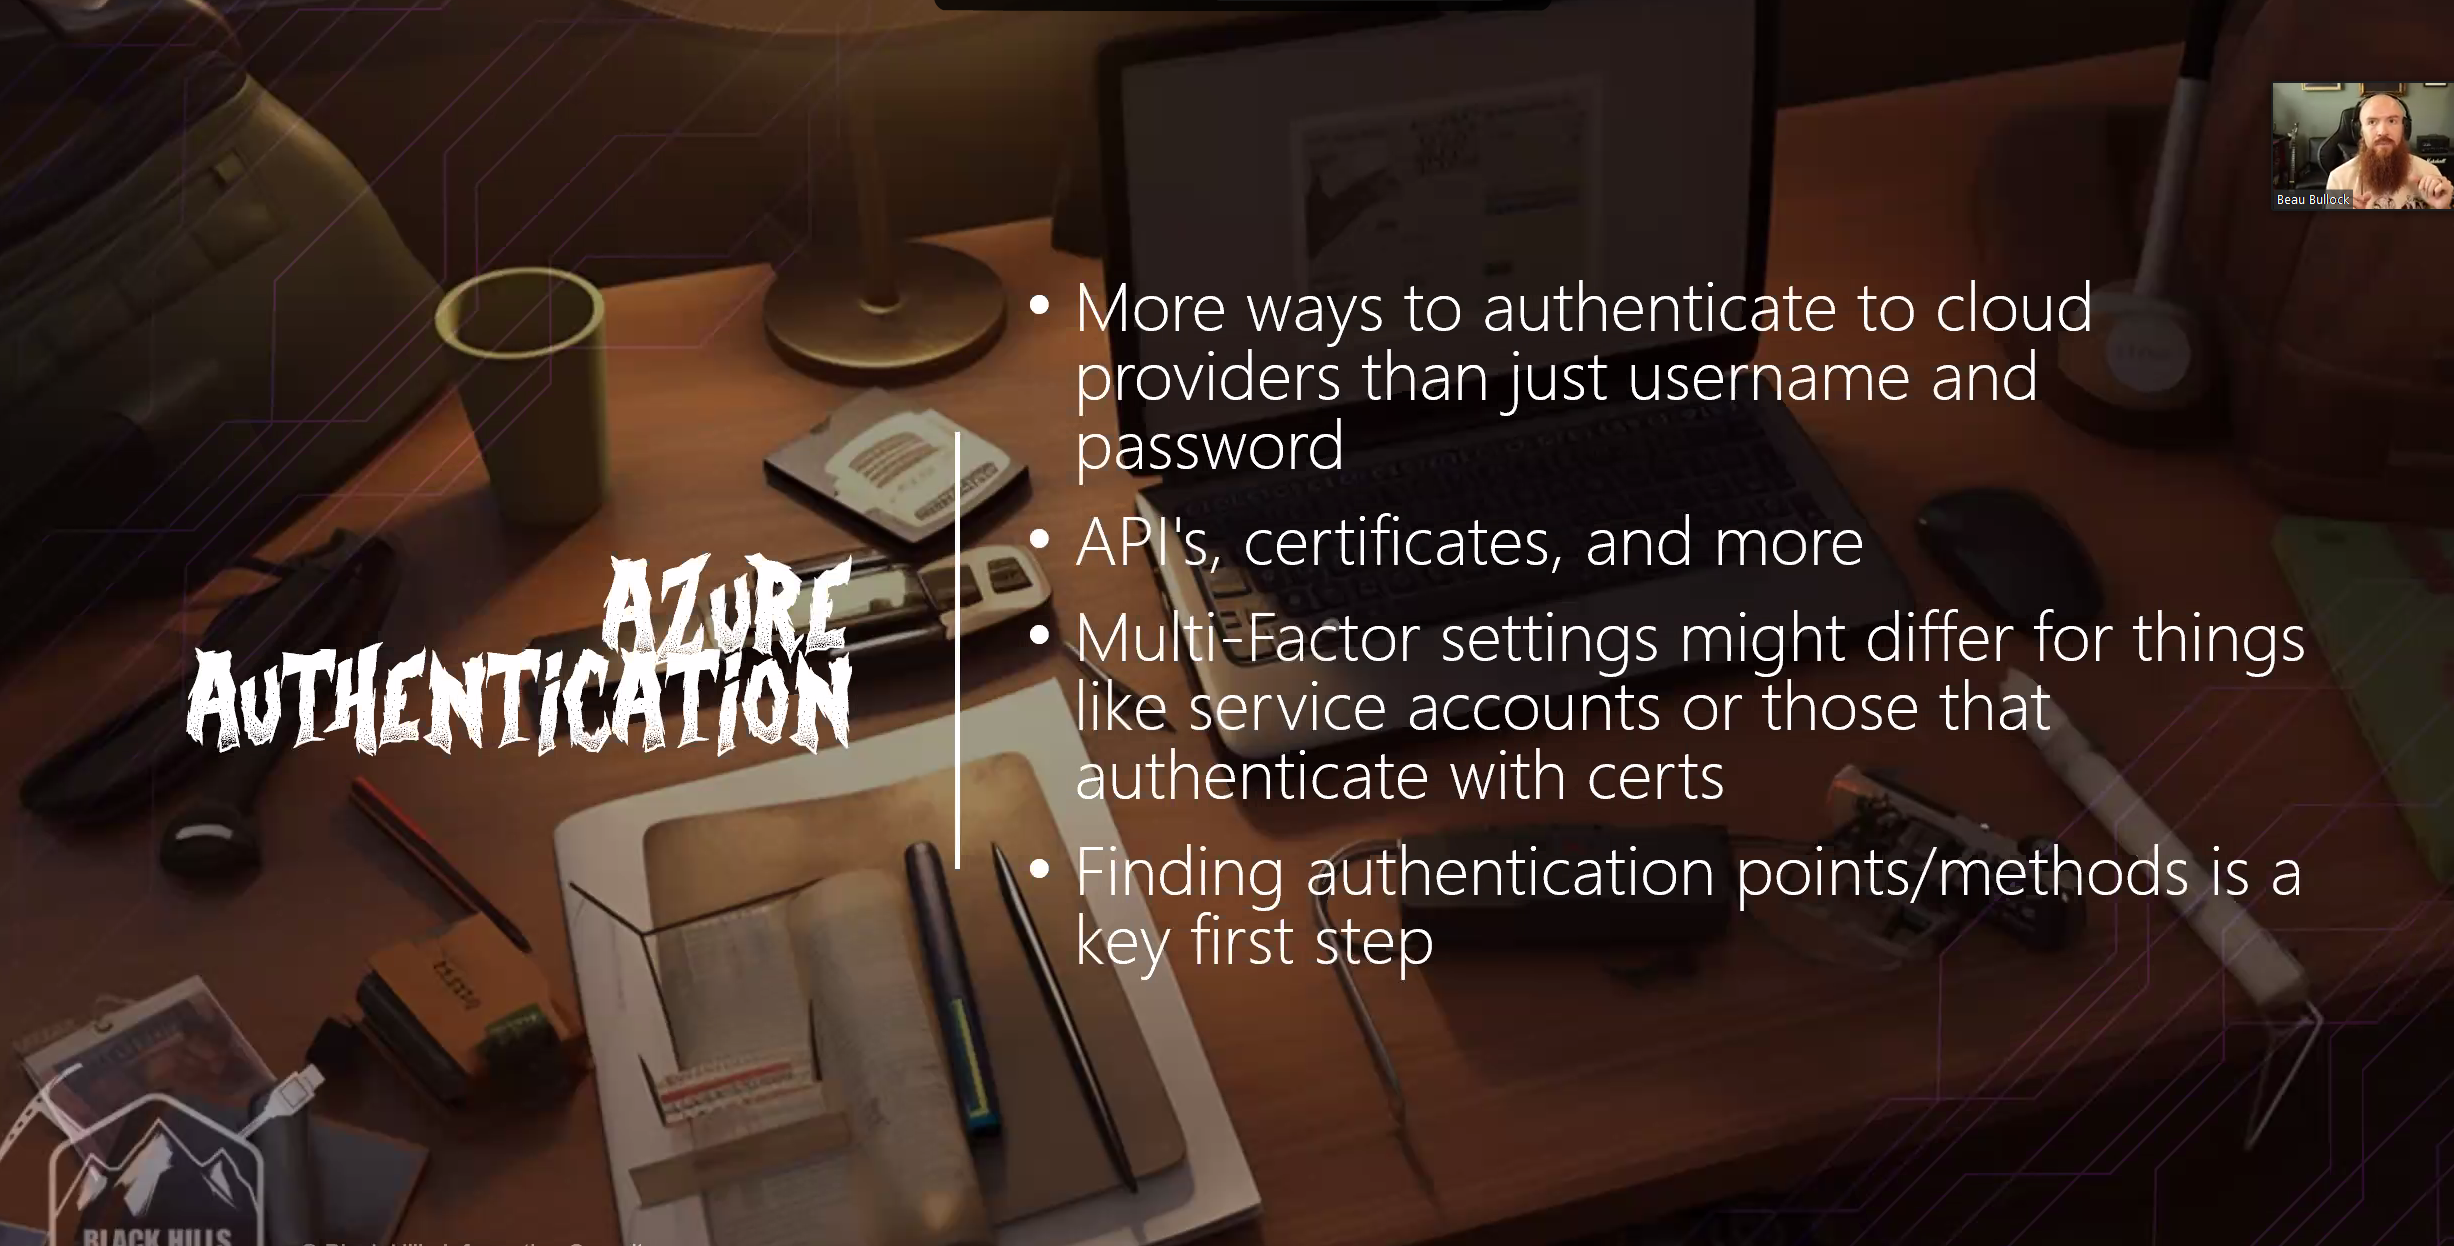 Beau Bullock
AZuRE
AuTHENTiCATiON
• More ways to authenticate to cloud
providers than just username and
password
• API's, certificates, and more
• Multi-Factor settings might differ for things
like service accounts or those that
authenticate with certs
• Finding authentication points/methods is a
key first step
BLACK HILLS